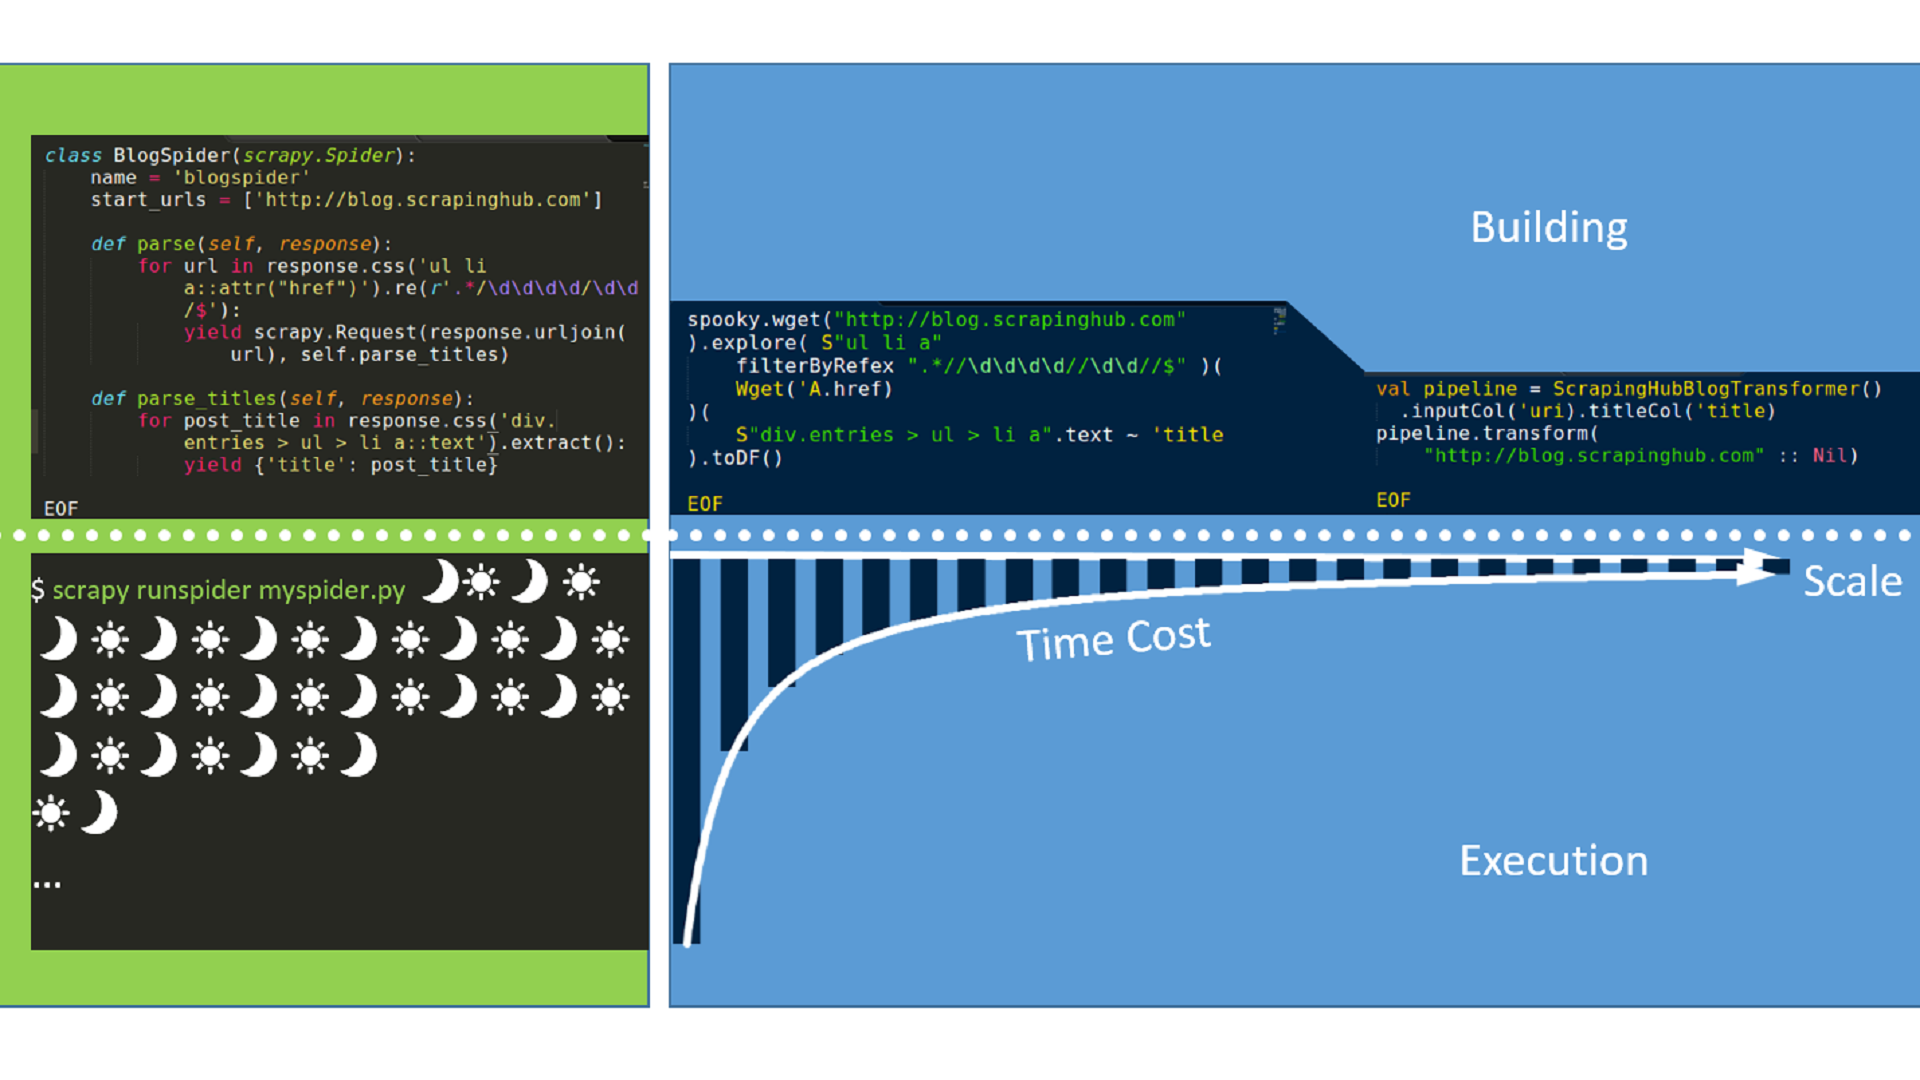 class BlogSpider(scrapy.Spider):
name = 'blogspider'
start_urls = ['http://blog.scrapinghub.com']
def parse(self, response):
for url in response.css('ul li
a::attr("href")').re(r'.*/\d\d\d\d/\d\d
/$'):
yield scrapy.Request(response.urljoin(
url), self.parse_titles)
def parse_titles(self, response):
for post_title in response.css('div.
entries > ul > li a::text').extract():
yield {'title': post_title}
EOF
$ scrapy runspider myspider.py
...
Building
spooky.wget("http://blog.scrapinghub.com"
).explore( S"ul li a"
filterByRefex ".*//\d\d\d\d//\d\d//$" )(
Wget('A.href)
)(
S"div.entries > ul > li a".text ~ 'title
).toDF()
EOF
val pipeline = ScrapingHubBlogTransformer()
.inputCol('uri).titleCol('title)
pipeline.transform(
"http://blog.scrapinghub.com" :: Nil)
EOF
Scale
Time Cost
Execution